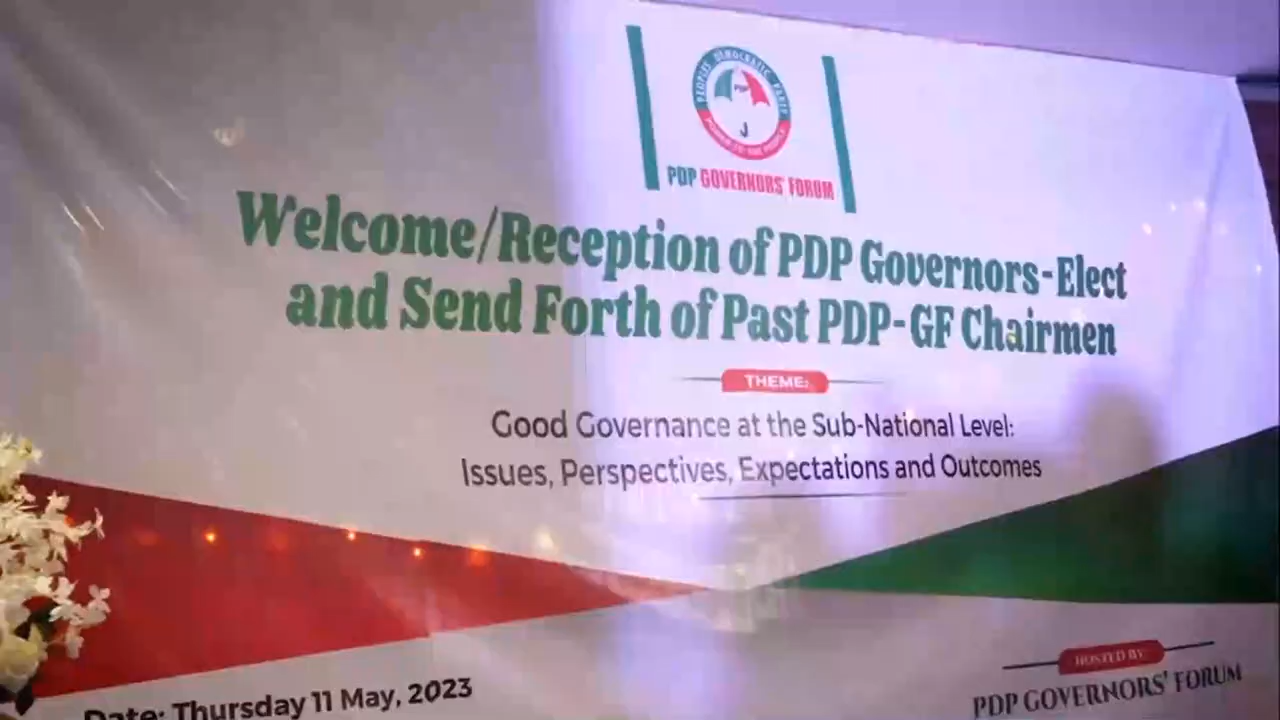 PEOPLES DEMOCRATIC PARTY
PDP
POWER TO THE PEOPLE
PDP GOVERNORS' FORUM
Welcome/Reception of PDP Governors-Elect
and Send Forth of Past PDP-GF Chairmen
THEME:
Good Governance at the Sub-National Level:
Issues, Perspectives, Expectations and Outcomes
Date: Thursday 11 May, 2023
HOSTED BY:
PDP GOVERNORS' FORUM